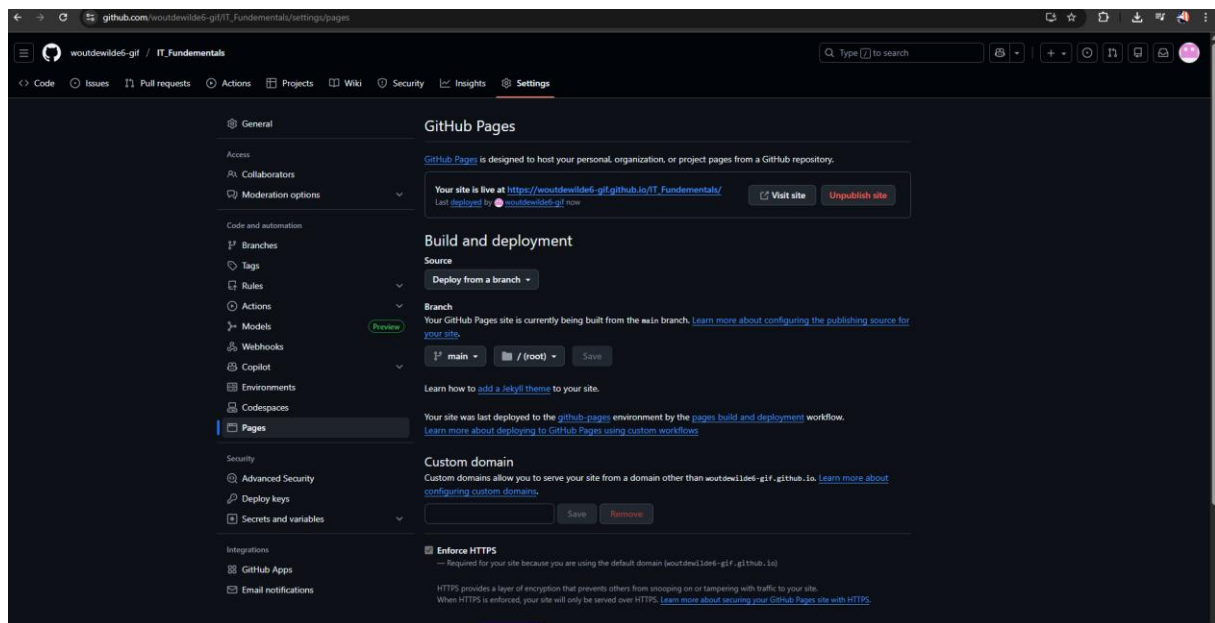 github.com/woutdewilde6-gif/IT_Fundementals/settings/pages
woutdewilde6-gif / IT_Fundementals
Type / to search
Code Issues Pull requests Actions Projects Wiki Security Insights Settings
General
Access
Collaborators
Moderation options
Code and automation
Branches
Tags
Rules
Actions
Models Preview
Webhooks
Copilot
Environments
Codespaces
Pages
Security
Advanced Security
Deploy keys
Secrets and variables
Integrations
GitHub Apps
Email notifications
GitHub Pages
GitHub Pages is designed to host your personal, organization, or project pages from a GitHub repository.
Your site is live at https://woutdewilde6-gif.github.io/IT_Fundementals/
Last deployed by woutdewilde6-gif now
Visit site
Unpublish site
Build and deployment
Source
Deploy from a branch
Branch
Your GitHub Pages site is currently being built from the main branch. Learn more about configuring the publishing source for
your site.
main / (root) Save
Learn how to add a Jekyll theme to your site.
Your site was last deployed to the github-pages environment by the pages build and deployment workflow.
Learn more about deploying to GitHub Pages using custom workflows
Custom domain
Custom domains allow you to serve your site from a domain other than woutdewilde6-gif.github.io. Learn more about
configuring custom domains.
Save Remove
Enforce HTTPS
— Required for your site because you are using the default domain (woutdewilde6-gif.github.io)
HTTPS provides a layer of encryption that prevents others from snooping on or tampering with traffic to your site.
When HTTPS is enforced, your site will only be served over HTTPS. Learn more about securing your GitHub Pages site with HTTPS.